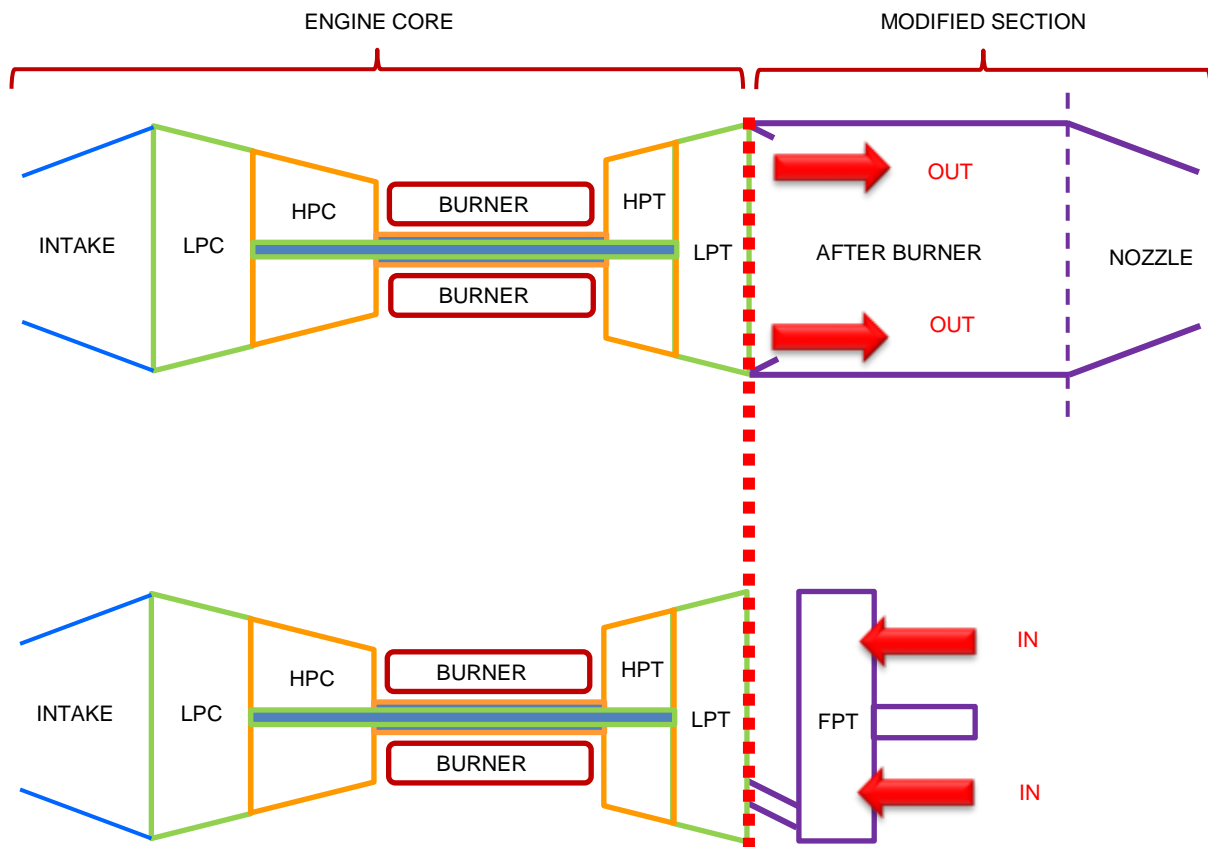 ENGINE CORE
MODIFIED SECTION
INTAKE
LPC
HPC
BURNER
BURNER
HPT
LPT
OUT
AFTER BURNER
OUT
NOZZLE
INTAKE
LPC
HPC
BURNER
BURNER
HPT
LPT
FPT
IN
IN